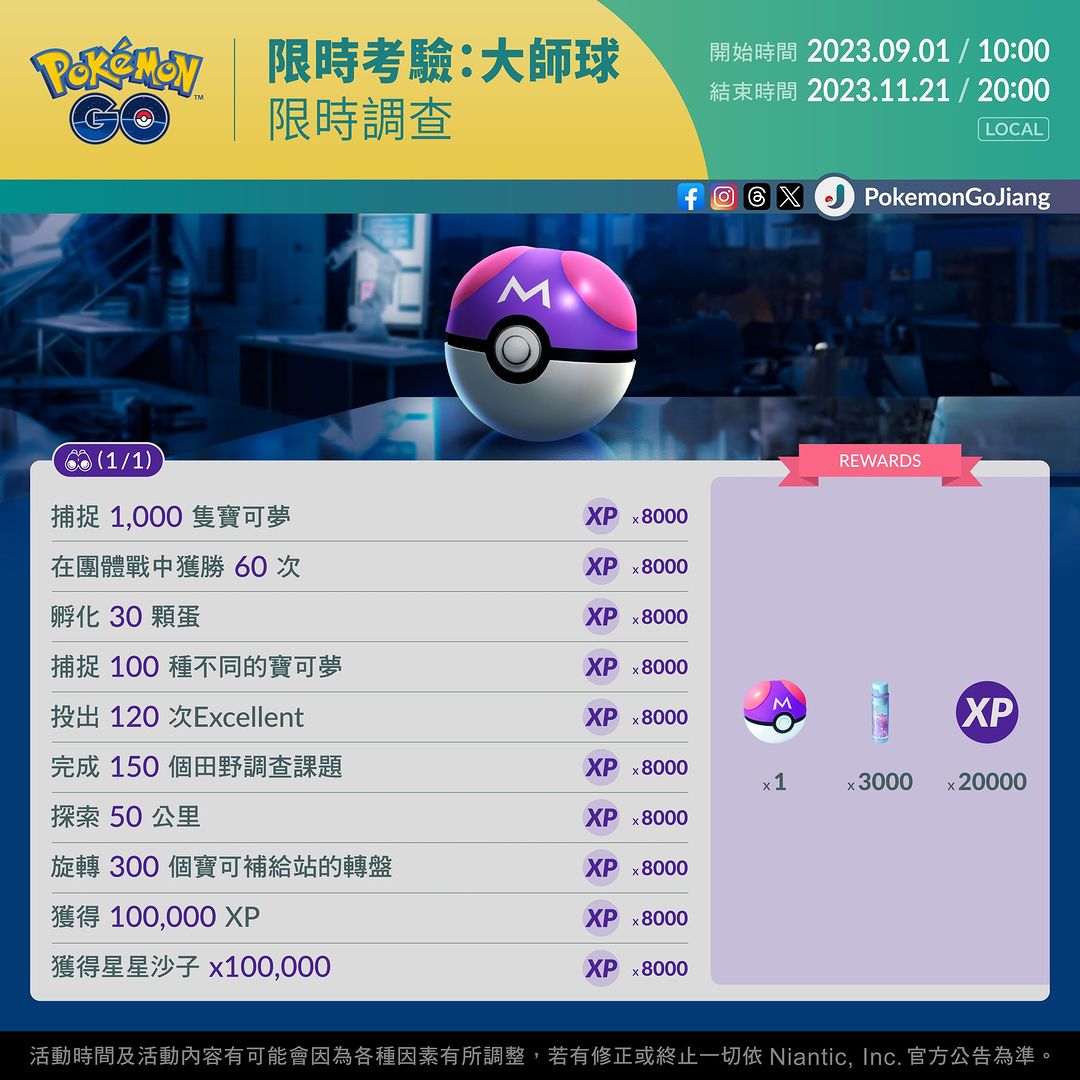 POKÉMON GO™
限時考驗：大師球
限時調查
開始時間 2023.09.01 / 10:00
結束時間 2023.11.21 / 20:00
LOCAL
PokemonGoJiang
M
(1/1)
REWARDS
捕捉 1,000 隻寶可夢 XP x8000
在團體戰中獲勝 60 次 XP x8000
孵化 30 顆蛋 XP x8000
捕捉 100 種不同的寶可夢 XP x8000
投出 120 次Excellent XP x8000
完成 150 個田野調查課題 XP x8000
探索 50 公里 XP x8000
旋轉 300 個寶可補給站的轉盤 XP x8000
獲得 100,000 XP XP x8000
獲得星星沙子 x100,000 XP x8000
M XP
x1 x3000 x20000
活動時間及活動內容有可能會因為各種因素有所調整，若有修正或終止一切依 Niantic, Inc. 官方公告為準。